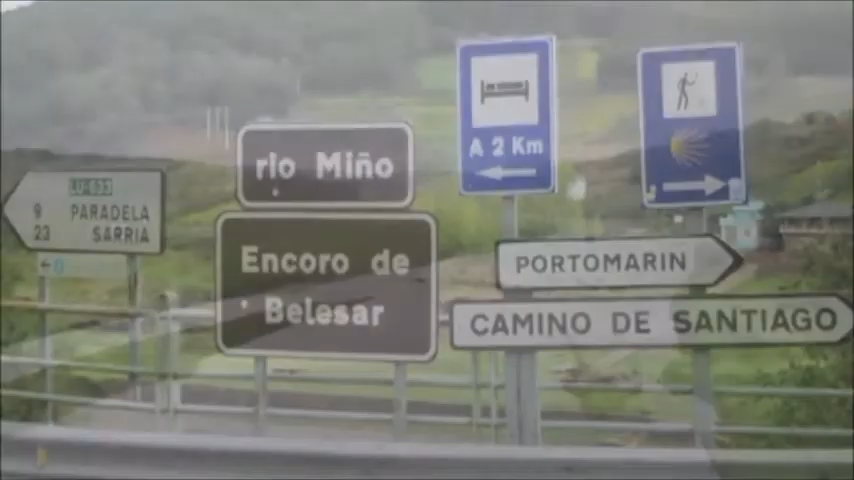 LU-633
9 PARADELA
23 SARRIA
río Miño
Encoro de
Belesar
A 2 Km
PORTOMARIN
CAMINO DE SANTIAGO